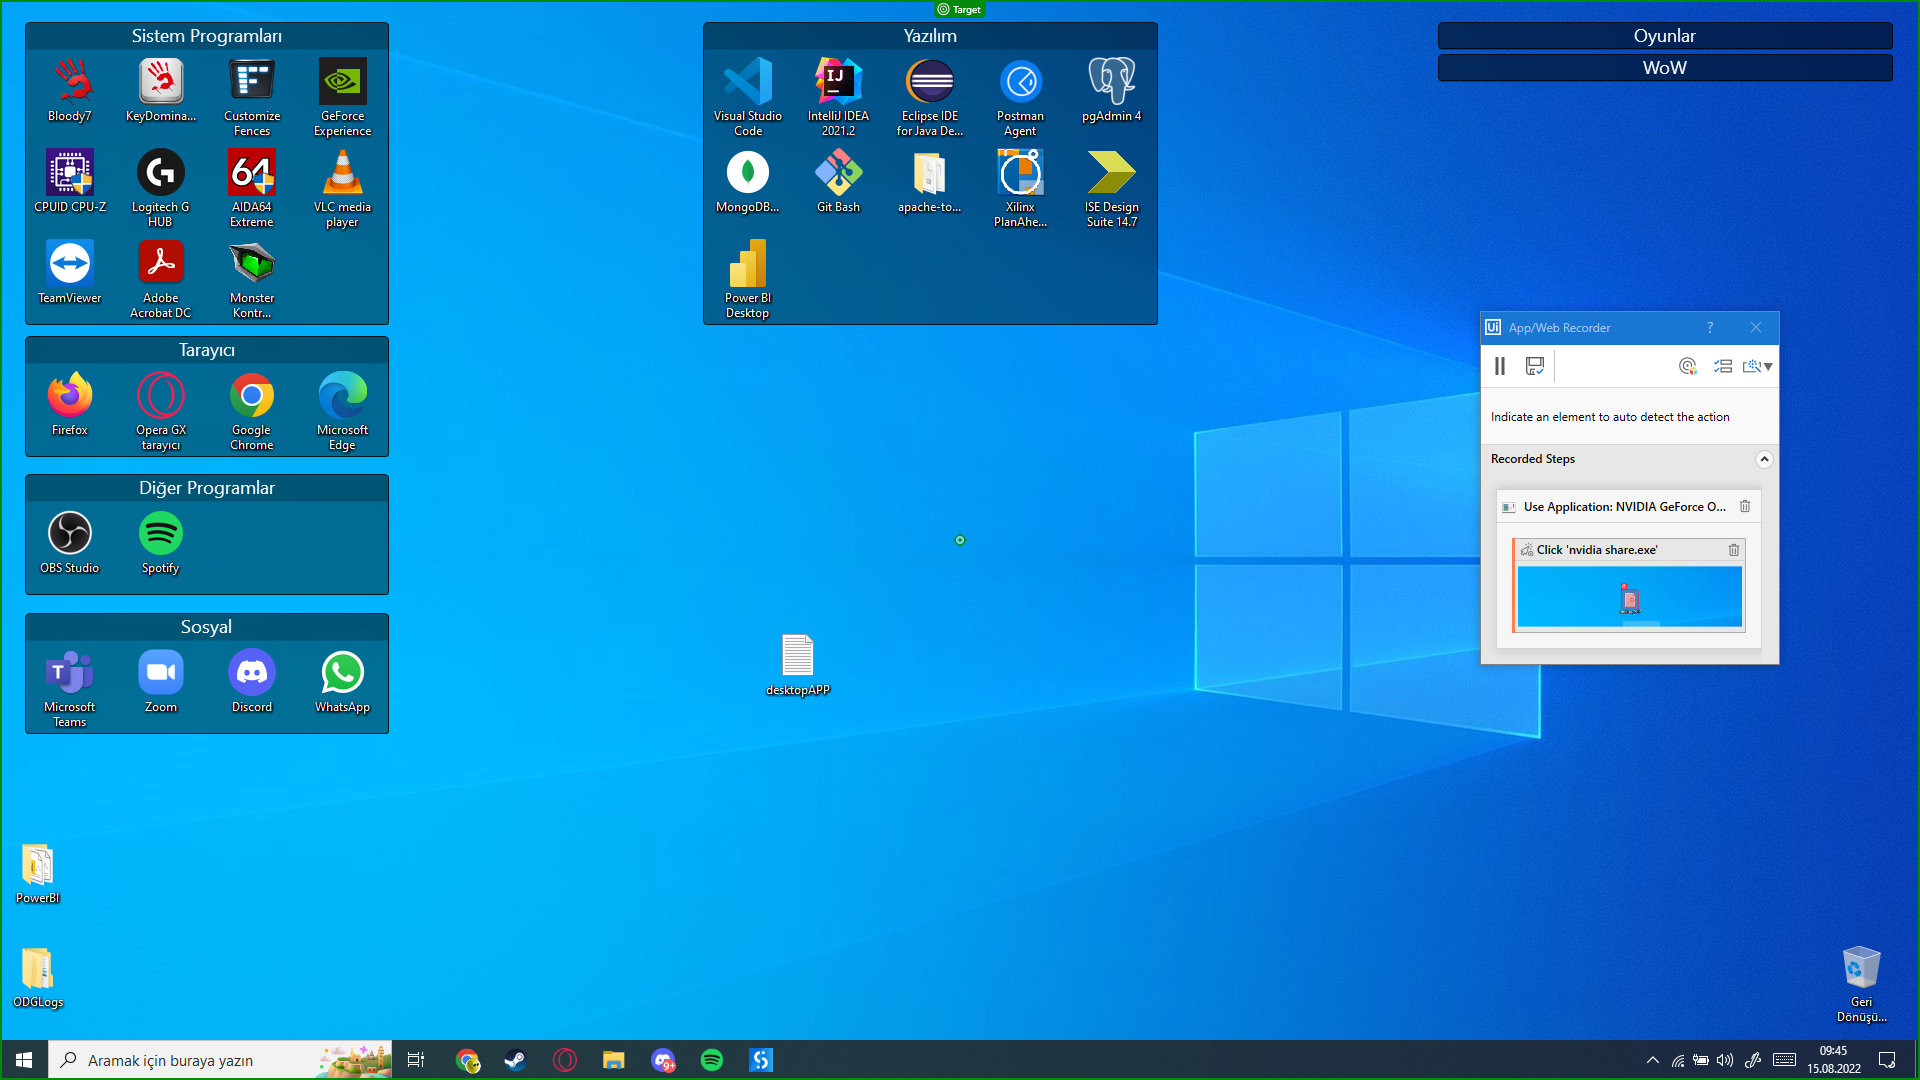 Target
Sistem Programları
Bloody7
KeyDomina...
Customize
Fences
GeForce
Experience
CPUID CPU-Z
Logitech G
HUB
64
AIDA64
Extreme
VLC media
player
TeamViewer
Adobe
Acrobat DC
Monster
Kontr...
Tarayıcı
Firefox
Opera GX
tarayıcı
Google
Chrome
Microsoft
Edge
Diğer Programlar
OBS Studio
Spotify
Sosyal
Microsoft
Teams
Zoom
Discord
WhatsApp
PowerBI
ODGLogs
Yazılım
Visual Studio
Code
IJ
IntelliJ IDEA
2021.2
Eclipse IDE
for Java De...
Postman
Agent
pgAdmin 4
MongoDB...
Git Bash
apache-to...
Xilinx
PlanAhe...
ISE Design
Suite 14.7
Power BI
Desktop
desktopAPP
Oyunlar
WoW
Ui App/Web Recorder
Indicate an element to auto detect the action
Recorded Steps
Use Application: NVIDIA GeForce O...
Click 'nvidia share.exe'
Geri
Dönüşü...
Aramak için buraya yazın
9+
09:45
15.08.2022